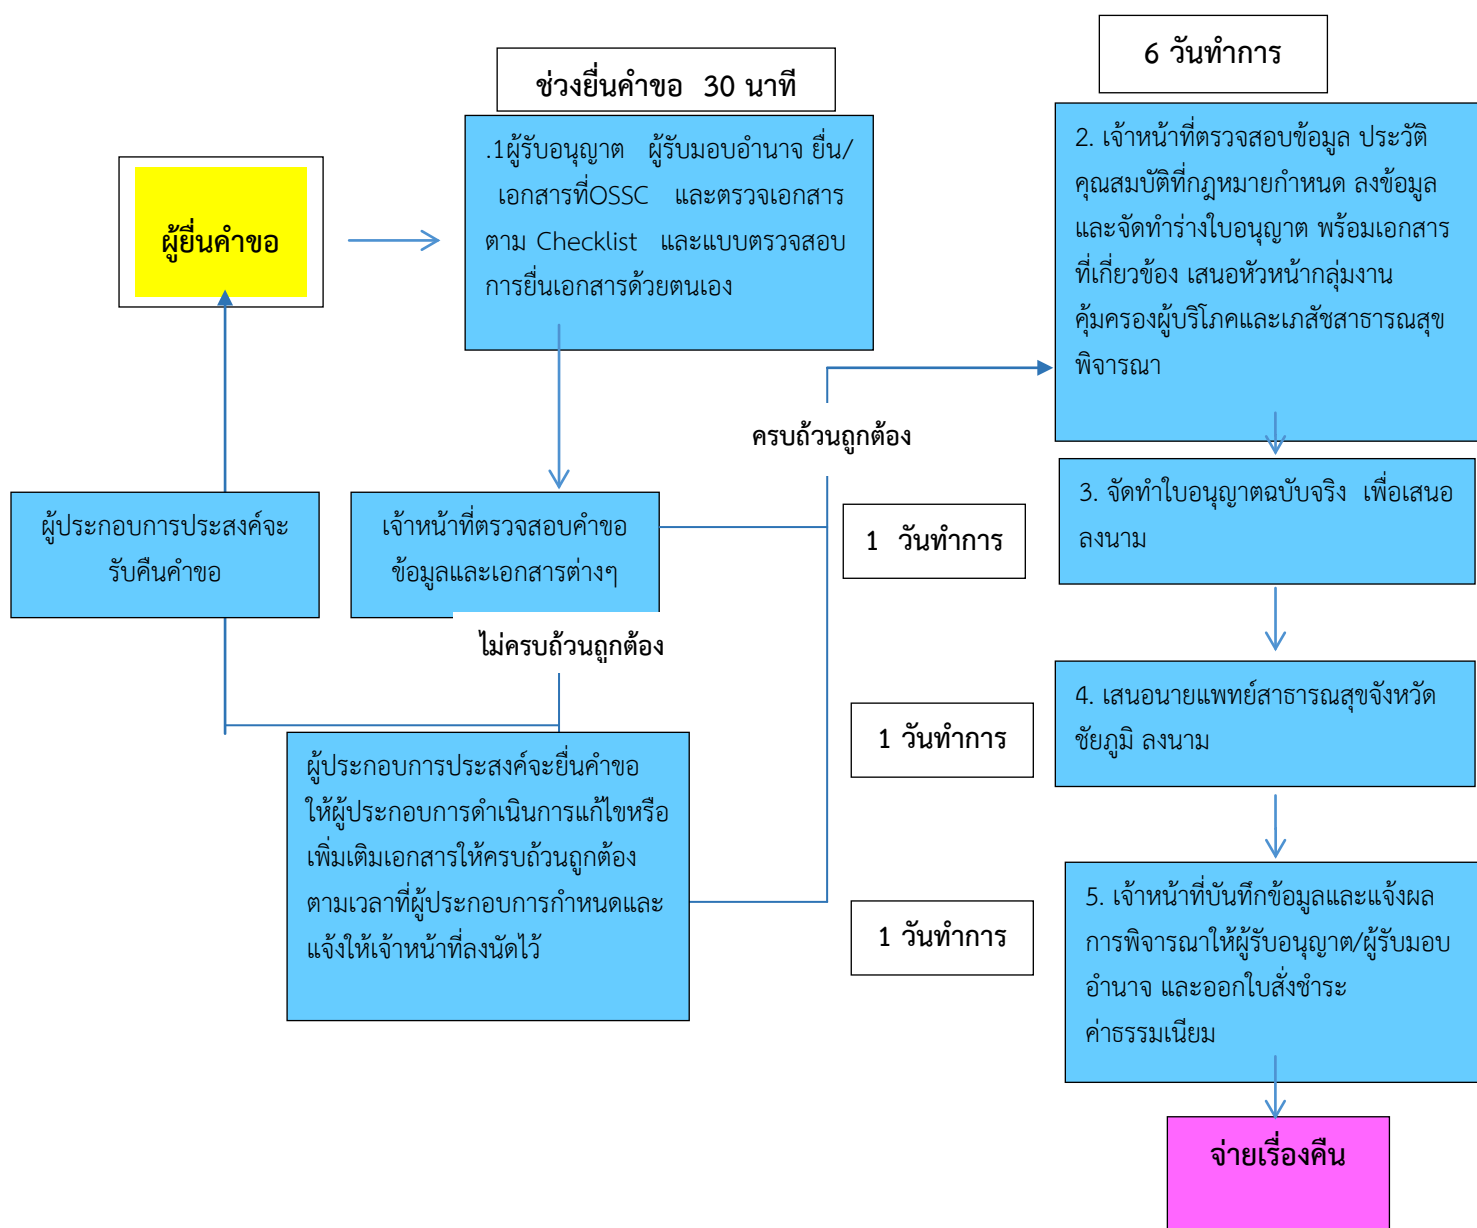 6 วันทำการ
ช่วงยื่นคำขอ 30 นาที
ผู้ยื่นคำขอ
.1ผู้รับอนุญาต ผู้รับมอบอำนาจ ยื่น/
เอกสารที่OSSC และตรวจเอกสาร
ตาม Checklist และแบบตรวจสอบ
การยื่นเอกสารด้วยตนเอง
2. เจ้าหน้าที่ตรวจสอบข้อมูล ประวัติ
คุณสมบัติที่กฎหมายกำหนด ลงข้อมูล
และจัดทำร่างใบอนุญาต พร้อมเอกสาร
ที่เกี่ยวข้อง เสนอหัวหน้ากลุ่มงาน
คุ้มครองผู้บริโภคและเภสัชสาธารณสุข
พิจารณา
ครบถ้วนถูกต้อง
ผู้ประกอบการประสงค์จะ
รับคืนคำขอ
เจ้าหน้าที่ตรวจสอบคำขอ
ข้อมูลและเอกสารต่างๆ
1 วันทำการ
3. จัดทำใบอนุญาตฉบับจริง เพื่อเสนอ
ลงนาม
ไม่ครบถ้วนถูกต้อง
1 วันทำการ
4. เสนอนายแพทย์สาธารณสุขจังหวัด
ชัยภูมิ ลงนาม
ผู้ประกอบการประสงค์จะยื่นคำขอ
ให้ผู้ประกอบการดำเนินการแก้ไขหรือ
เพิ่มเติมเอกสารให้ครบถ้วนถูกต้อง
ตามเวลาที่ผู้ประกอบการกำหนดและ
แจ้งให้เจ้าหน้าที่ลงนัดไว้
1 วันทำการ
5. เจ้าหน้าที่บันทึกข้อมูลและแจ้งผล
การพิจารณาให้ผู้รับอนุญาต/ผู้รับมอบ
อำนาจ และออกใบสั่งชำระ
ค่าธรรมเนียม
จ่ายเรื่องคืน